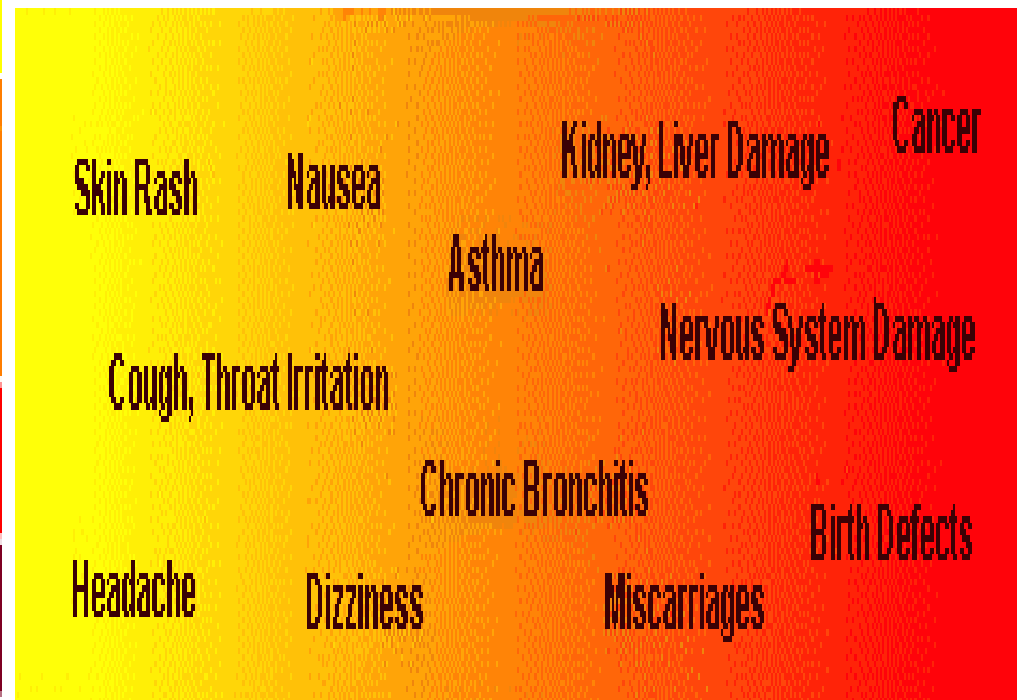 Cancer
Kidney, Liver Damage
Skin Rash
Nausea
Asthma
Nervous System Damage
Cough, Throat Irritation
Chronic Bronchitis
Birth Defects
Headache
Dizziness
Miscarriages